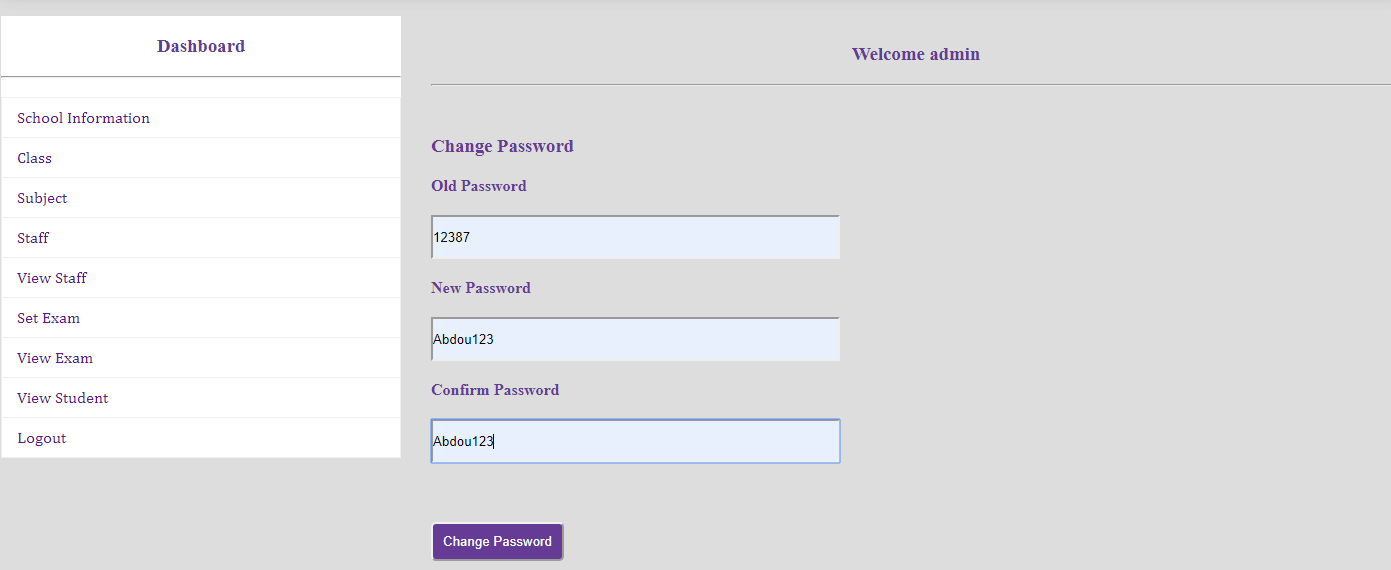 Dashboard
School Information
Class
Subject
Staff
View Staff
Set Exam
View Exam
View Student
Logout
Welcome admin
Change Password
Old Password
12387
New Password
Abdou123
Confirm Password
Abdou123
Change Password